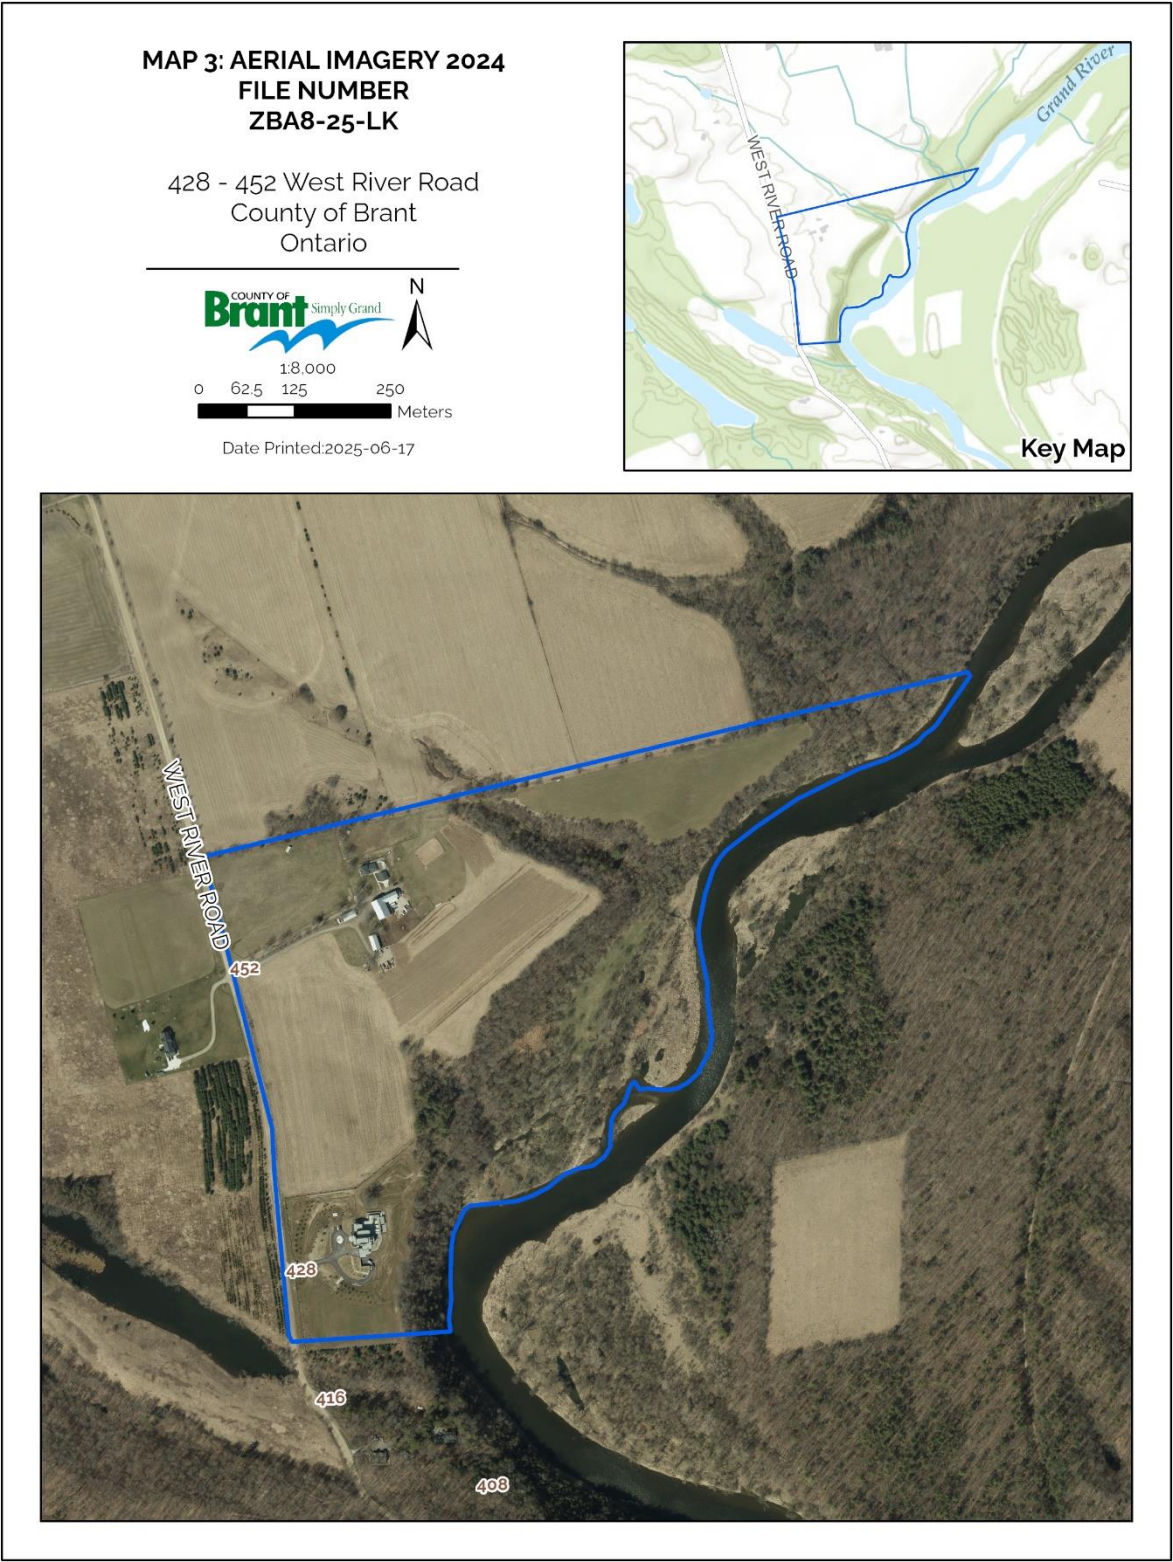 MAP 3: AERIAL IMAGERY 2024
FILE NUMBER
ZBA8-25-LK
428 - 452 West River Road
County of Brant
Ontario
COUNTY OF
Brant Simply Grand
N
1:8,000
0 62.5 125 250
Meters
Date Printed:2025-06-17
Grand River
WEST RIVER ROAD
Key Map
WEST RIVER ROAD
452
428
416
408